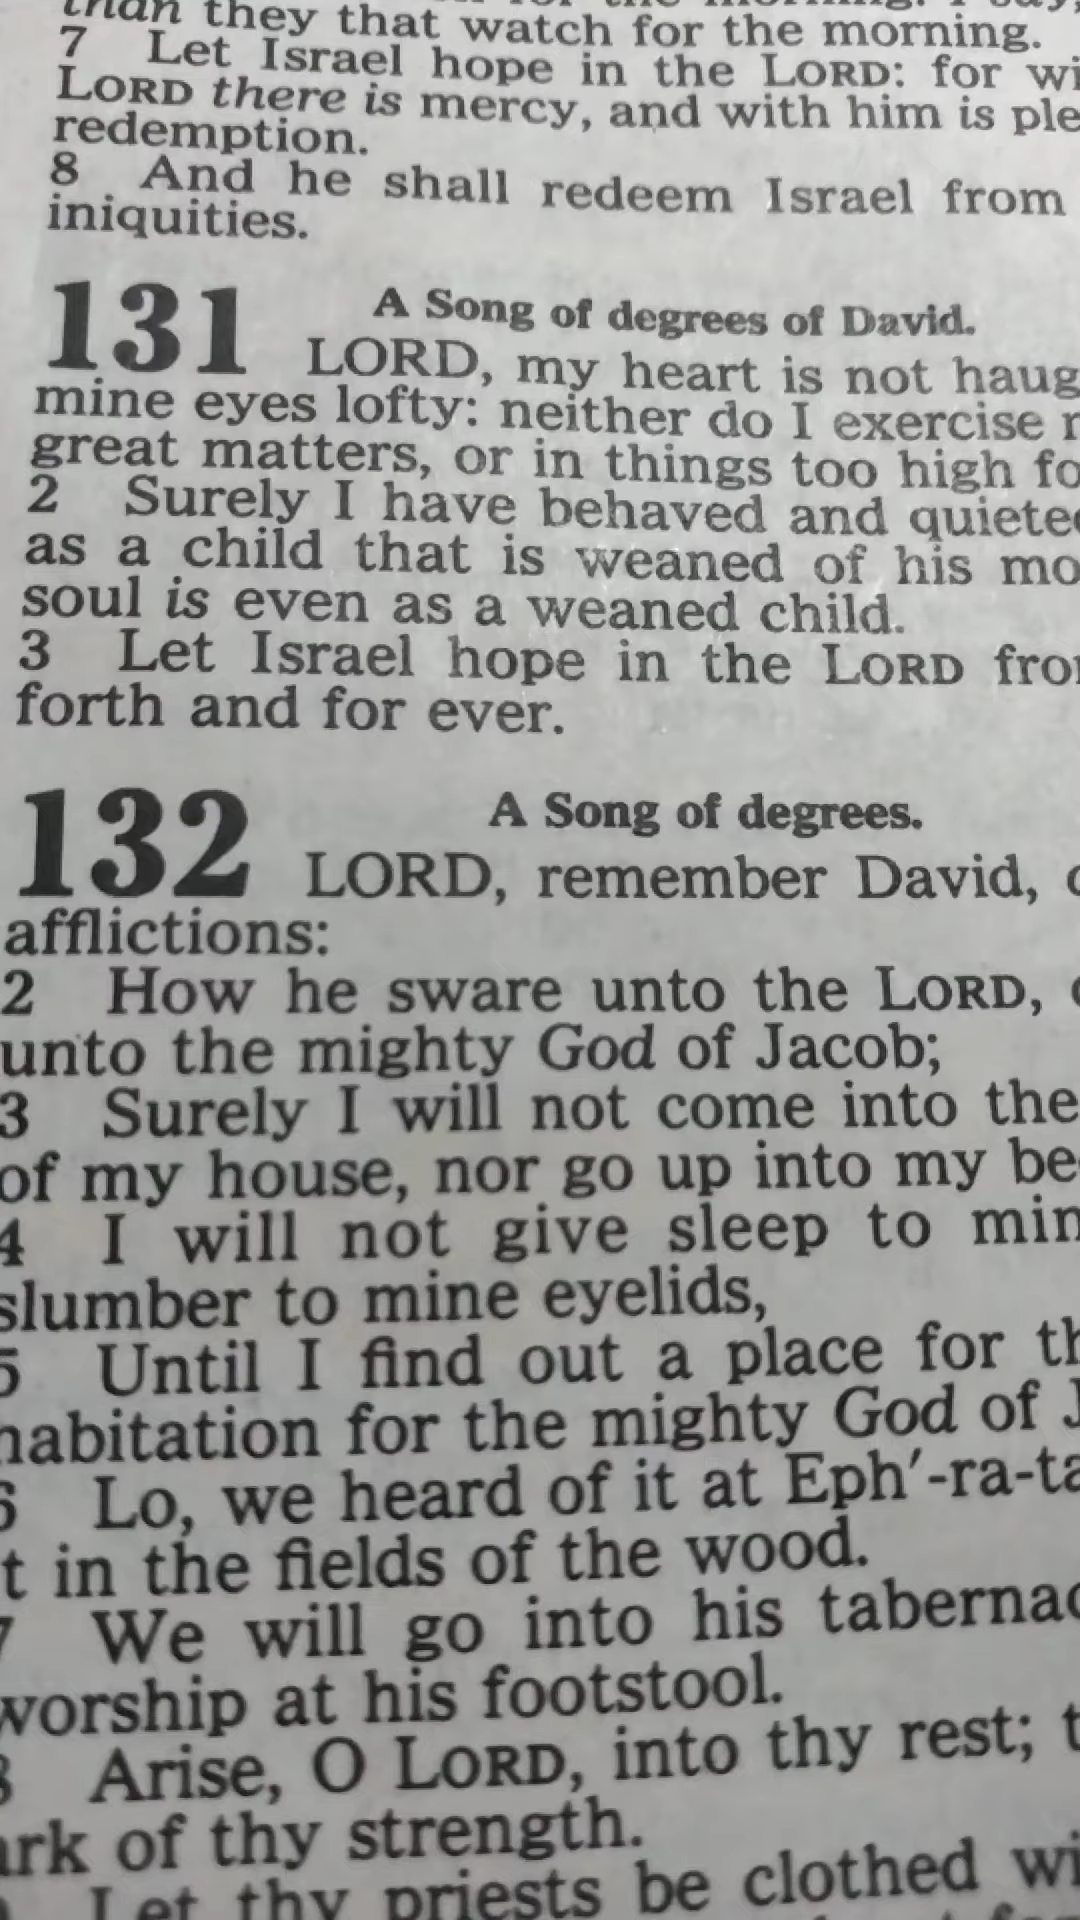 than they that watch for the morning.
7 Let Israel hope in the LORD: for
LORD there is mercy, and with him is
redemption.
8 And he shall redeem Israel from
iniquities.
131 A Song of degrees of David.
LORD, my heart is not haug
mine eyes lofty: neither do I exercise
great matters, or in things too high
2 Surely I have behaved and quiete
as a child that is weaned of his mo
soul is even as a weaned child.
3 Let Israel hope in the LORD fro
forth and for ever.
132 A Song of degrees.
LORD, remember David,
afflictions:
2 How he sware unto the LORD,
unto the mighty God of Jacob;
3 Surely I will not come into the
of my house, nor go up into my be
4 I will not give sleep to min
slumber to mine eyelids,
5 Until I find out a place for th
habitation for the mighty God of J
6 Lo, we heard of it at Eph'-ra-ta
t in the fields of the wood.
7 We will go into his tabernac
worship at his footstool.
8 Arise, O LORD, into thy rest; t
ark of thy strength.
Let thy priests be clothed wi